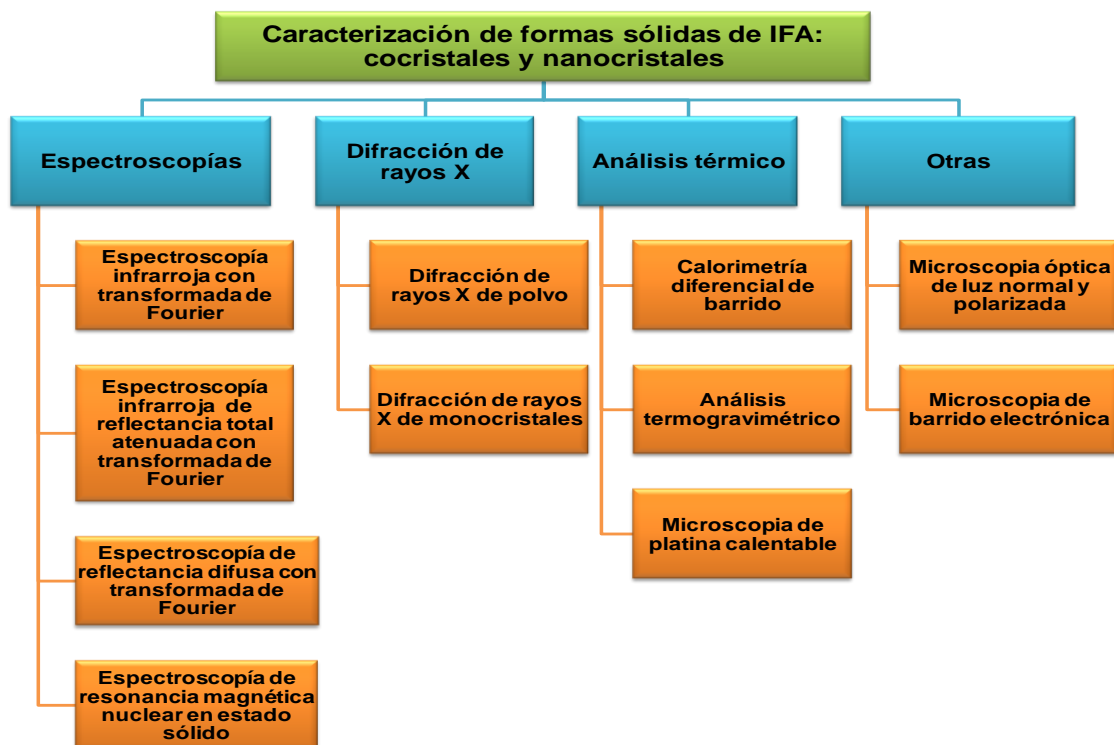 Caracterización de formas sólidas de IFA:
cocristales y nanocristales
Espectroscopías
Espectroscopía
infrarroja con
transformada de
Fourier
Espectroscopía
infrarroja de
reflectancia total
atenuada con
transformada de
Fourier
Espectroscopía de
reflectancia difusa con
transformada de
Fourier
Espectroscopía de
resonancia magnética
nuclear en estado
sólido
Difracción de
rayos X
Difracción de
rayos X de polvo
Difracción de rayos
X de monocristales
Análisis térmico
Calorimetría
diferencial de
barrido
Análisis
termogravimétrico
Microscopia de
platina calentable
Otras
Microscopia óptica
de luz normal y
polarizada
Microscopia de
barrido electrónica